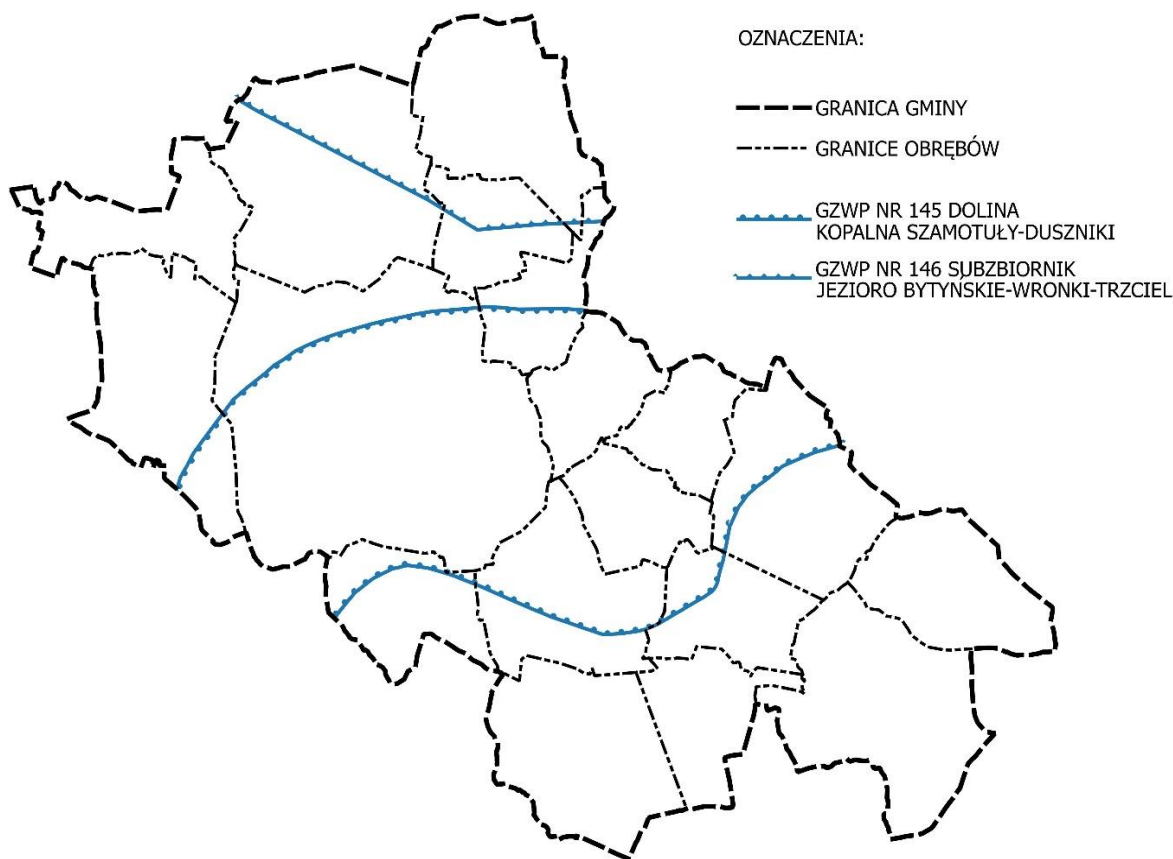 OZNACZENIA:
GRANICA GMINY
GRANICE OBRĘBÓW
GZWP NR 145 DOLINA
KOPALNA SZAMOTUŁY-DUSZNIKI
GZWP NR 146 SUBZBIORNIK
JEZIORO BYTYŃSKIE-WRONKI-TRZCIEL